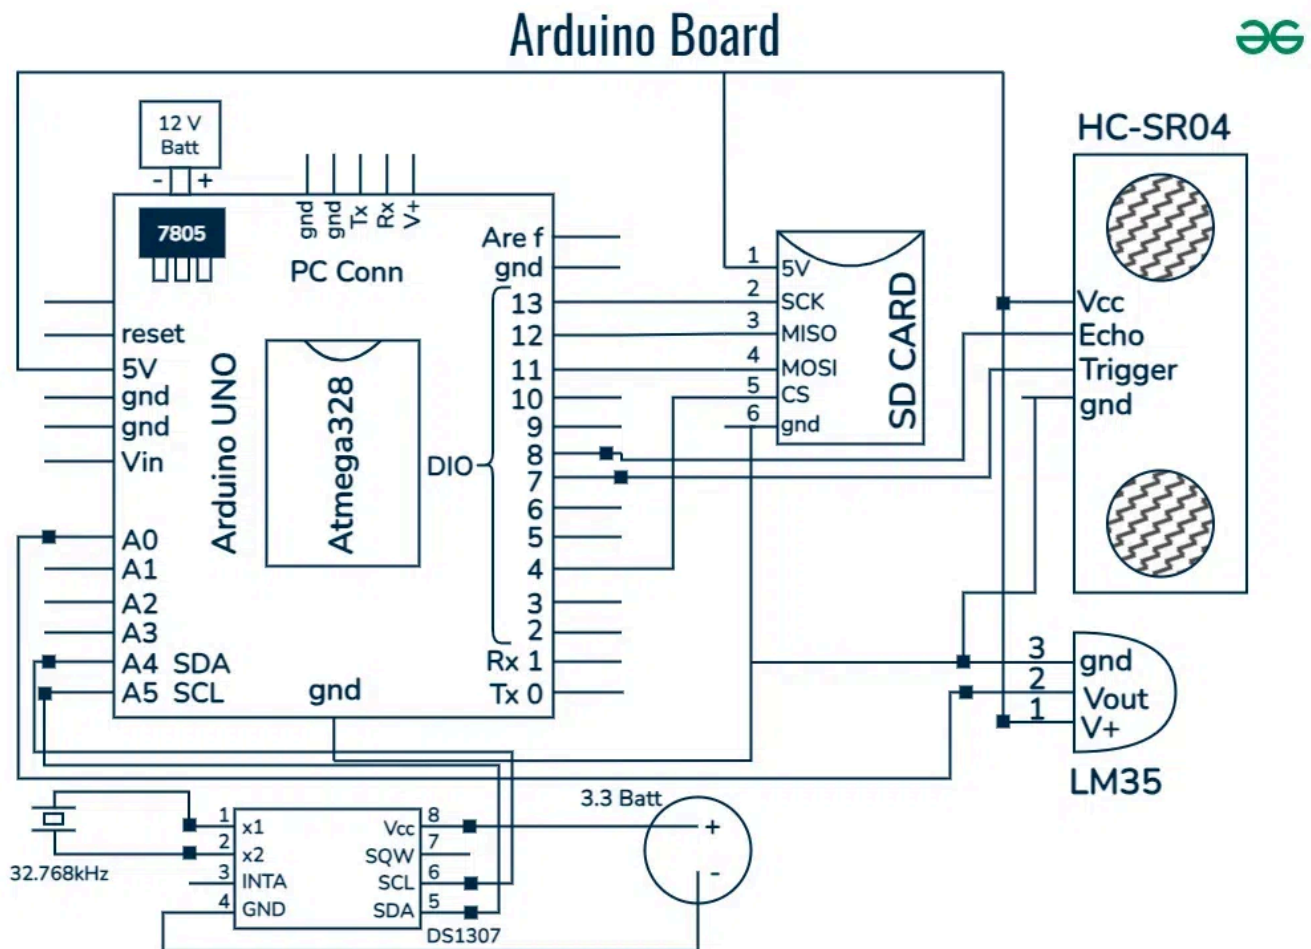 Arduino Board
12 V
Batt
- +
7805
gnd
gnd
Tx
Rx
V+
PC Conn
reset
5V
gnd
gnd
Vin
A0
A1
A2
A3
A4 SDA
A5 SCL
Arduino UNO
Atmega328
gnd
DIO
Are f
gnd
13
12
11
10
9
8
7
6
5
4
3
2
Rx 1
Tx 0
1 5V
2 SCK
3 MISO
4 MOSI
5 CS
6 gnd
SD CARD
HC-SR04
Vcc
Echo
Trigger
gnd
3 gnd
2 Vout
1 V+
LM35
32.768kHz
1 x1
2 x2
3 INTA
4 GND
Vcc 8
SQW 7
SCL 6
SDA 5
DS1307
3.3 Batt
+
-